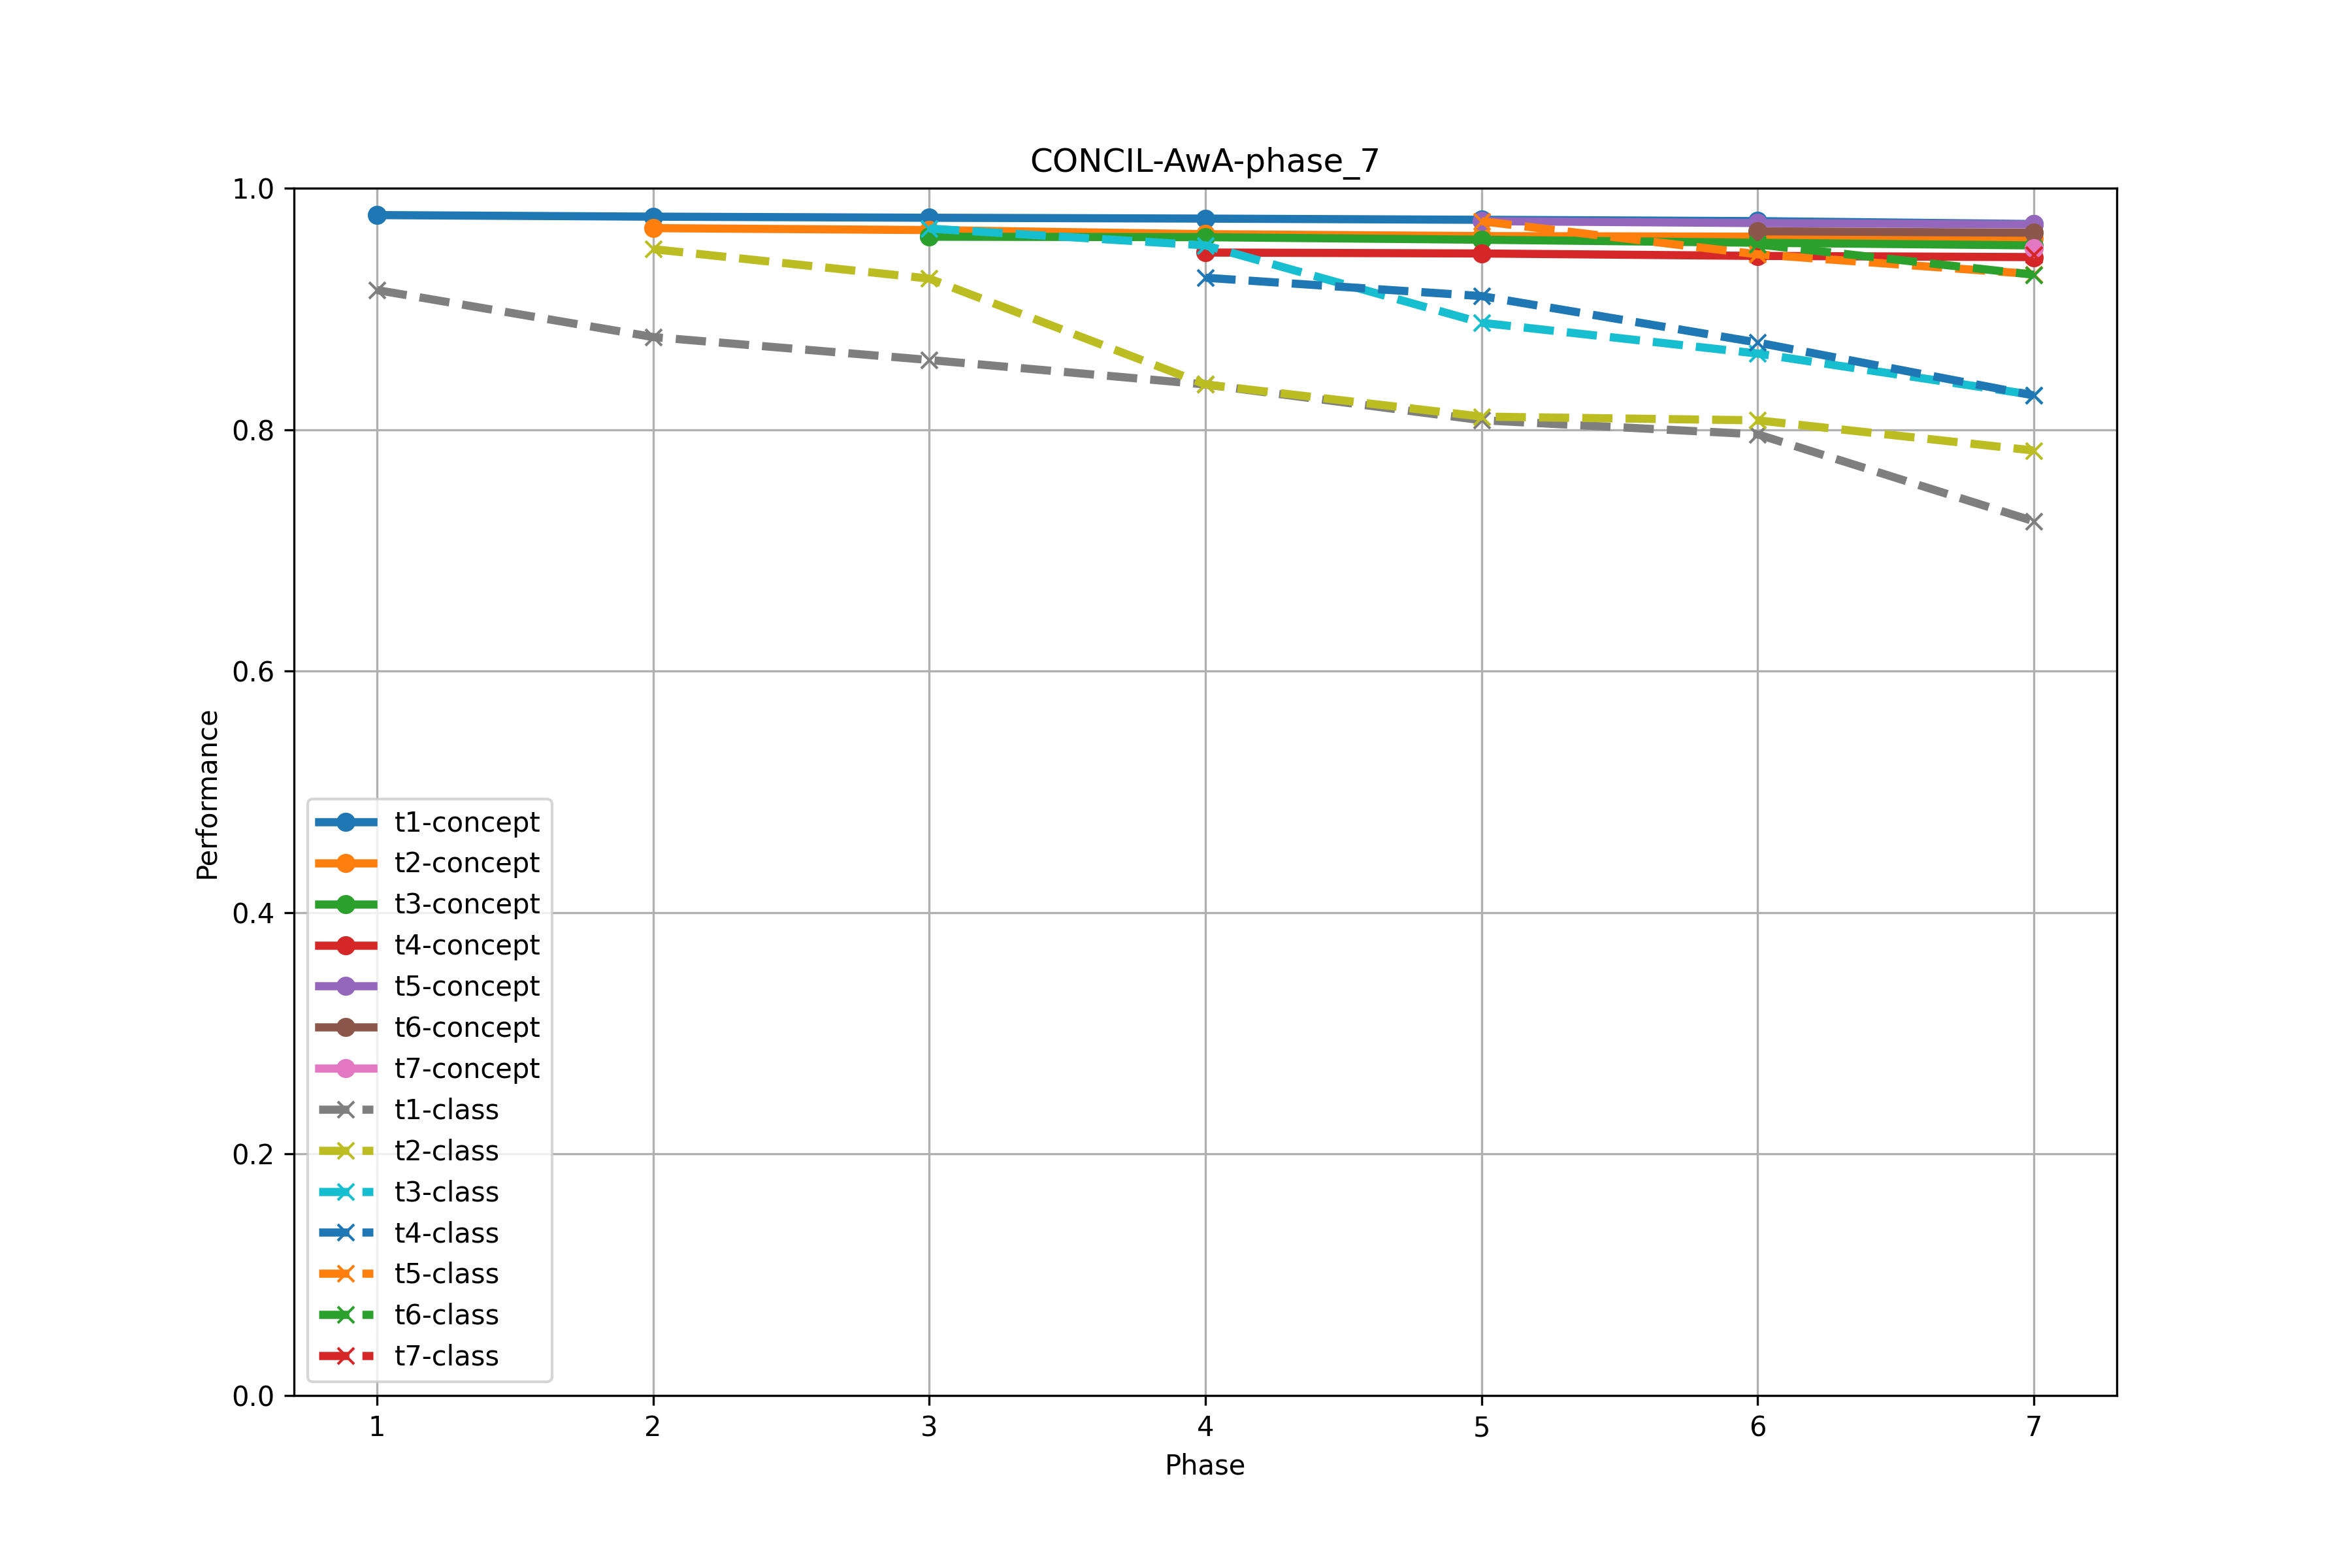 CONCIL-AwA-phase_7
1.0
0.8
0.6
0.4
0.2
0.0
Performance
t1-concept
t2-concept
t3-concept
t4-concept
t5-concept
t6-concept
t7-concept
t1-class
t2-class
t3-class
t4-class
t5-class
t6-class
t7-class
1 2 3 4 5 6 7
Phase